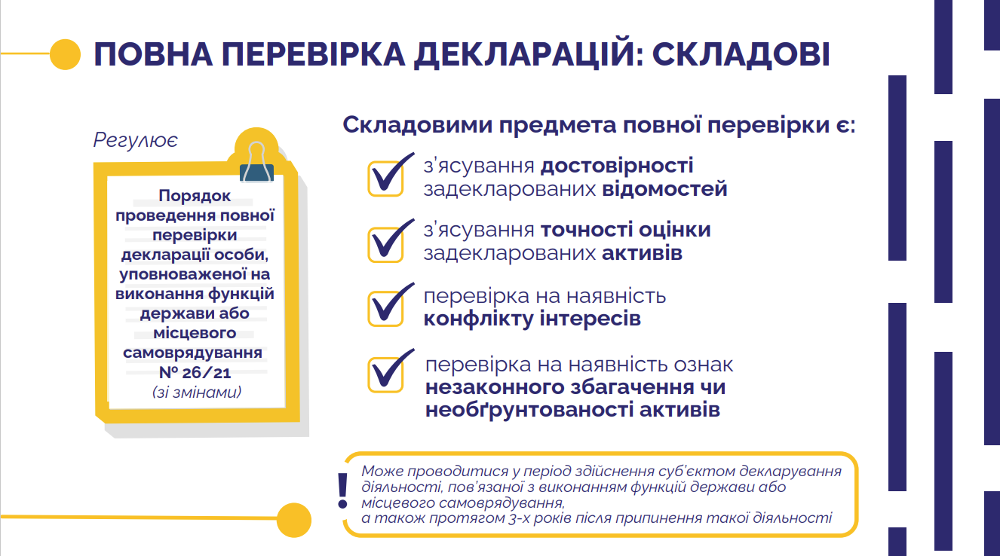 ПОВНА ПЕРЕВІРКА ДЕКЛАРАЦІЙ: СКЛАДОВІ
Регулює
Порядок
проведення повної
перевірки
декларації особи,
уповноваженої на
виконання функцій
держави або
місцевого
самоврядування
№ 26/21
(зі змінами)
Складовими предмета повної перевірки є:
з’ясування достовірності
задекларованих відомостей
з’ясування точності оцінки
задекларованих активів
перевірка на наявність
конфлікту інтересів
перевірка на наявність ознак
незаконного збагачення чи
необґрунтованості активів
!
Може проводитися у період здійснення суб’єктом декларування
діяльності, пов’язаної з виконанням функцій держави або
місцевого самоврядування,
а також протягом 3-х років після припинення такої діяльності